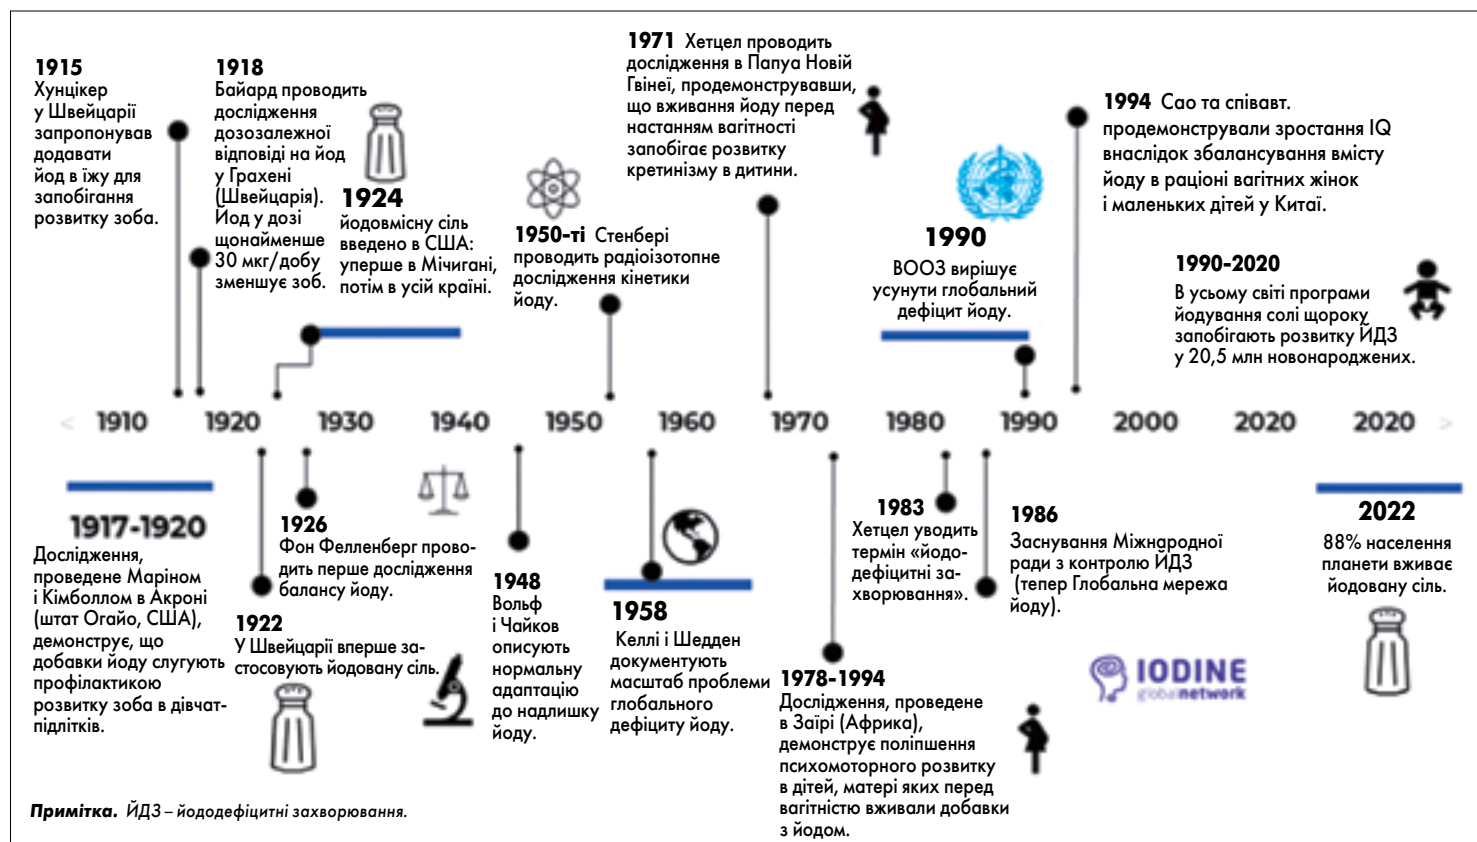 1915
Хунцікер
у Швейцарії
запропонував
додавати
йод в їжу для
запобігання
розвитку зоба.
1918
Байард проводить
дослідження
дозозалежної
відповіді на йод
у Грахені
(Швейцарія).
Йод у дозі
щонайменше
30 мкг/добу
зменшує зоб.
1924
йодовмісну сіль
введено в США:
уперше в Мічигані,
потім в усій країні.
1950-ті Стенбері
проводить радіоізотопне
дослідження кінетики
йоду.
1971 Хетцел проводить
дослідження в Папуа Новій
Гвінеї, продемонструвавши,
що вживання йоду перед
настанням вагітності
запобігає розвитку
кретинізму в дитини.
1990
ВООЗ вирішує
усунути глобальний
дефіцит йоду.
1994 Сао та співавт.
продемонстрували зростання IQ
внаслідок збалансування вмісту
йоду в раціоні вагітних жінок
і маленьких дітей у Китаї.
1990-2020
В усьому світі програми
йодування солі щороку
запобігають розвитку ЙДЗ
у 20,5 млн новонароджених.
< 1910 1920 1930 1940 1950 1960 1970 1980 1990 2000 2020 2020 >
1917-1920
Дослідження,
проведене Маріном
і Кімболлом в Акроні
(штат Огайо, США),
демонструє, що
добавки йоду слугують
профілактикою
розвитку зоба в дівчат-
підлітків.
1922
У Швейцарії вперше за-
стосовують йодовану сіль.
1926
Фон Фелленберг прово-
дить перше дослідження
балансу йоду.
1948
Вольф
і Чайков
описують
нормальну
адаптацію
до надлишку
йоду.
1958
Келлі і Шедден
документують
масштаб проблеми
глобального
дефіциту йоду.
1978-1994
Дослідження, проведене
в Заїрі (Африка),
демонструє поліпшення
психомоторного розвитку
в дітей, матері яких перед
вагітністю вживали добавки
з йодом.
1983
Хетцел уводить
термін «йодо-
дефіцитні за-
хворювання».
1986
Заснування Міжнародної
ради з контролю ЙДЗ
(тепер Глобальна мережа
йоду).
IODINE
globalnetwork
2022
88% населення
планети вживає
йодовану сіль.
Примітка. ЙДЗ – йододефіцитні захворювання.